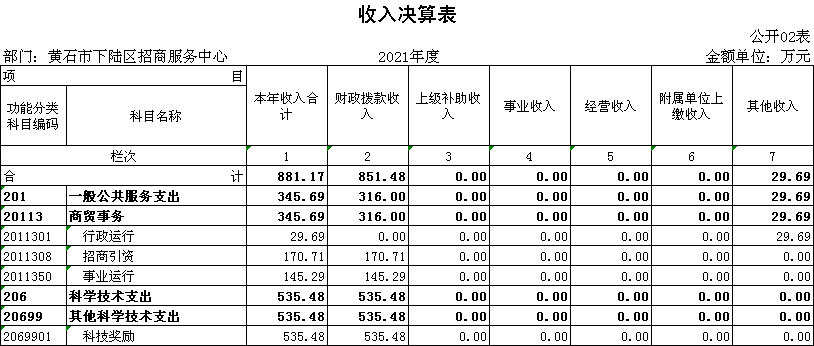 收入决算表
公开02表
部门：黄石市下陆区招商服务中心 2021年度 金额单位：万元
项 目 本年收入合计 财政拨款收入 上级补助收入 事业收入 经营收入 附属单位上缴收入 其他收入
功能分类科目编码 科目名称
栏次 1 2 3 4 5 6 7
合 计 881.17 851.48 0.00 0.00 0.00 0.00 29.69
201 一般公共服务支出 345.69 316.00 0.00 0.00 0.00 0.00 29.69
20113 商贸事务 345.69 316.00 0.00 0.00 0.00 0.00 29.69
2011301 行政运行 29.69 0.00 0.00 0.00 0.00 0.00 29.69
2011308 招商引资 170.71 170.71 0.00 0.00 0.00 0.00 0.00
2011350 事业运行 145.29 145.29 0.00 0.00 0.00 0.00 0.00
206 科学技术支出 535.48 535.48 0.00 0.00 0.00 0.00 0.00
20699 其他科学技术支出 535.48 535.48 0.00 0.00 0.00 0.00 0.00
2069901 科技奖励 535.48 535.48 0.00 0.00 0.00 0.00 0.00